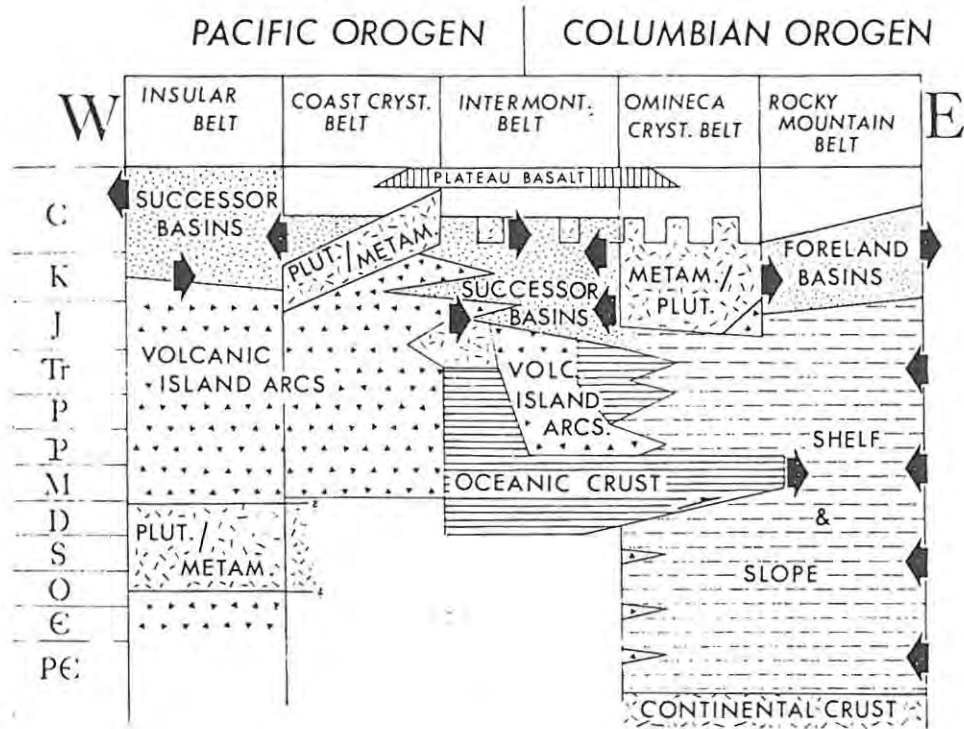 PACIFIC OROGEN
COLUMBIAN OROGEN
W
INSULAR
BELT
COAST CRYST.
BELT
INTERMONT.
BELT
OMINECA
CRYST. BELT
ROCKY
MOUNTAIN
BELT
E
C
K
J
Tr
P
P
M
D
S
O
Є
PЄ
PLATEAU BASALT
SUCCESSOR
BASINS
PLUT./METAM.
METAM./
PLUT.
FORELAND
BASINS
SUCCESSOR
BASINS
VOLCANIC
ISLAND ARCS
VOLC.
ISLAND
ARCS.
OCEANIC CRUST
SHELF
&
SLOPE
PLUT./
METAM.
?
?
CONTINENTAL CRUST